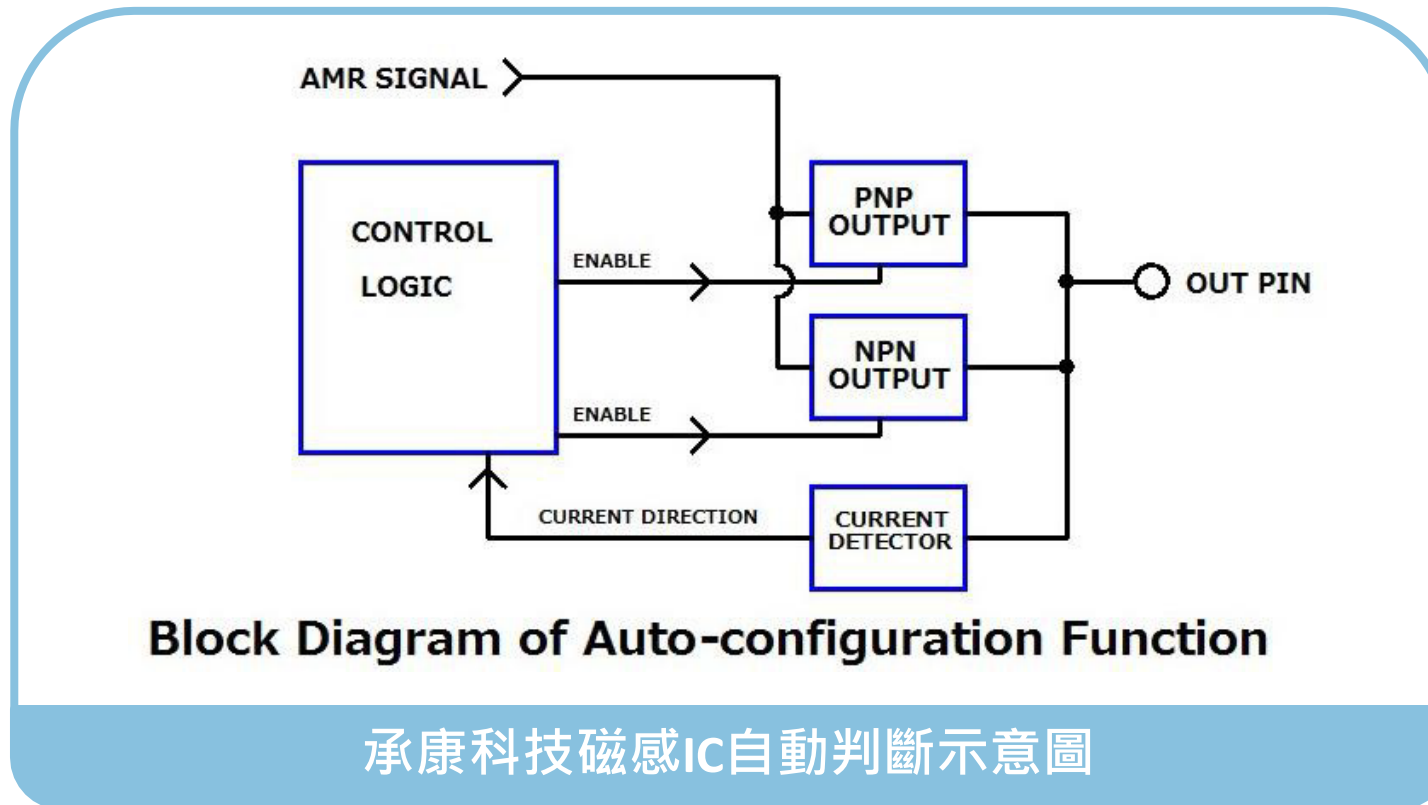 AMR SIGNAL
CONTROL
LOGIC
ENABLE
PNP
OUTPUT
OUT PIN
NPN
OUTPUT
ENABLE
CURRENT DIRECTION
CURRENT
DETECTOR
Block Diagram of Auto-configuration Function
承康科技磁感IC自動判斷示意圖